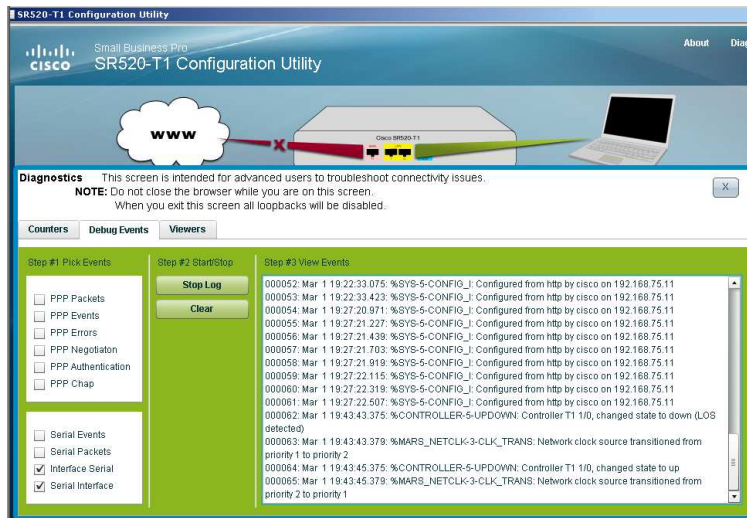 SR520-T1 Configuration Utility
Small Business Pro
SR520-T1 Configuration Utility
CISCO
About
WWW
Cisco SR520-T1
Diagnostics This screen is intended for advanced users to troubleshoot connectivity issues.
NOTE: Do not close the browser while you are on this screen.
When you exit this screen all loopbacks will be disabled.
X
Counters
Debug Events
Viewers
Step #1 Pick Events
PPP Packets
PPP Events
PPP Errors
PPP Negotiaton
PPP Authentication
PPP Chap
Serial Events
Serial Packets
Interface Serial
Serial Interface
Step #2 Start/Stop
Stop Log
Clear
Step #3 View Events
000052: Mar 1 19:22:33.075: %SYS-5-CONFIG_I: Configured from http by cisco on 192.168.75.11
000053: Mar 1 19:22:33.423: %SYS-5-CONFIG_I: Configured from http by cisco on 192.168.75.11
000054: Mar 1 19:27:20.971: %SYS-5-CONFIG_I: Configured from http by cisco on 192.168.75.11
000055: Mar 1 19:27:21.227: %SYS-5-CONFIG_I: Configured from http by cisco on 192.168.75.11
000056: Mar 1 19:27:21.439: %SYS-5-CONFIG_I: Configured from http by cisco on 192.168.75.11
000057: Mar 1 19:27:21.703: %SYS-5-CONFIG_I: Configured from http by cisco on 192.168.75.11
000058: Mar 1 19:27:21.919: %SYS-5-CONFIG_I: Configured from http by cisco on 192.168.75.11
000059: Mar 1 19:27:22.115: %SYS-5-CONFIG_I: Configured from http by cisco on 192.168.75.11
000060: Mar 1 19:27:22.319: %SYS-5-CONFIG_I: Configured from http by cisco on 192.168.75.11
000061: Mar 1 19:27:22.507: %SYS-5-CONFIG_I: Configured from http by cisco on 192.168.75.11
000062: Mar 1 19:43:43.375: %CONTROLLER-5-UPDOWN: Controller T1 1/0, changed state to down (LOS
detected)
000063: Mar 1 19:43:43.379: %MARS_NETCLK-3-CLK_TRANS: Network clock source transitioned from
priority 1 to priority 2
000064: Mar 1 19:43:45.375: %CONTROLLER-5-UPDOWN: Controller T1 1/0, changed state to up
000065: Mar 1 19:43:45.379: %MARS_NETCLK-3-CLK_TRANS: Network clock source transitioned from
priority 2 to priority 1